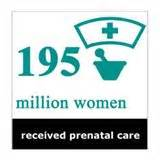 195
million women
received prenatal care